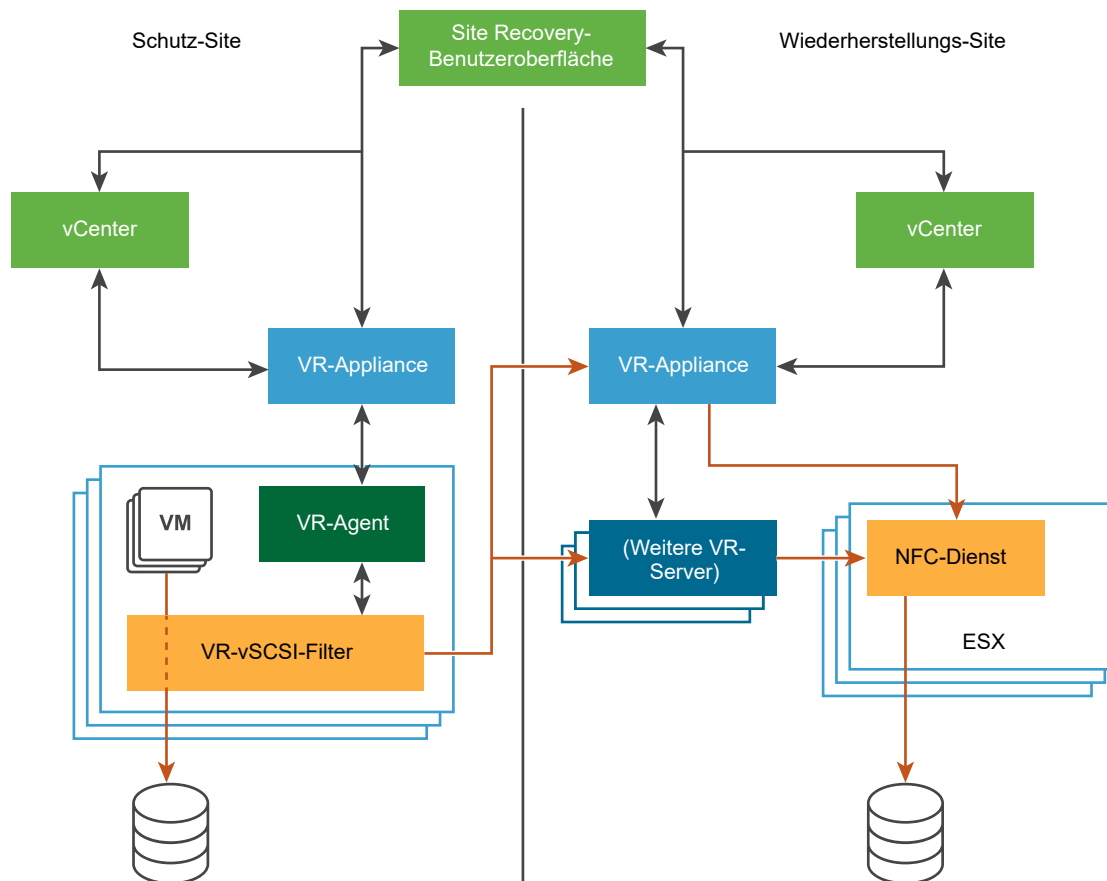 Schutz-Site
Site Recovery-
Benutzeroberfläche
Wiederherstellungs-Site
vCenter
vCenter
VR-Appliance
VR-Appliance
VM
VR-Agent
(Weitere VR-
Server)
NFC-Dienst
VR-vSCSI-Filter
ESX